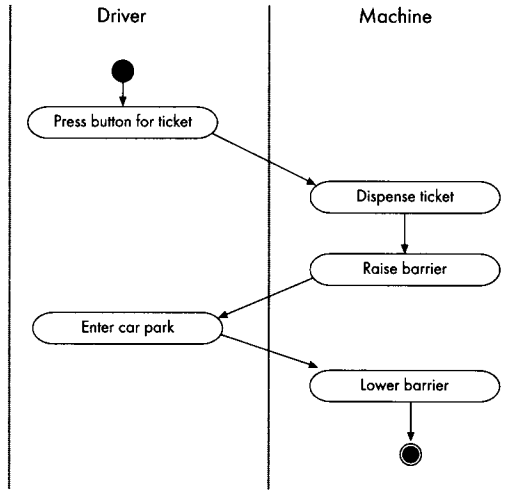 Driver
Machine
Press button for ticket
Dispense ticket
Raise barrier
Enter car park
Lower barrier